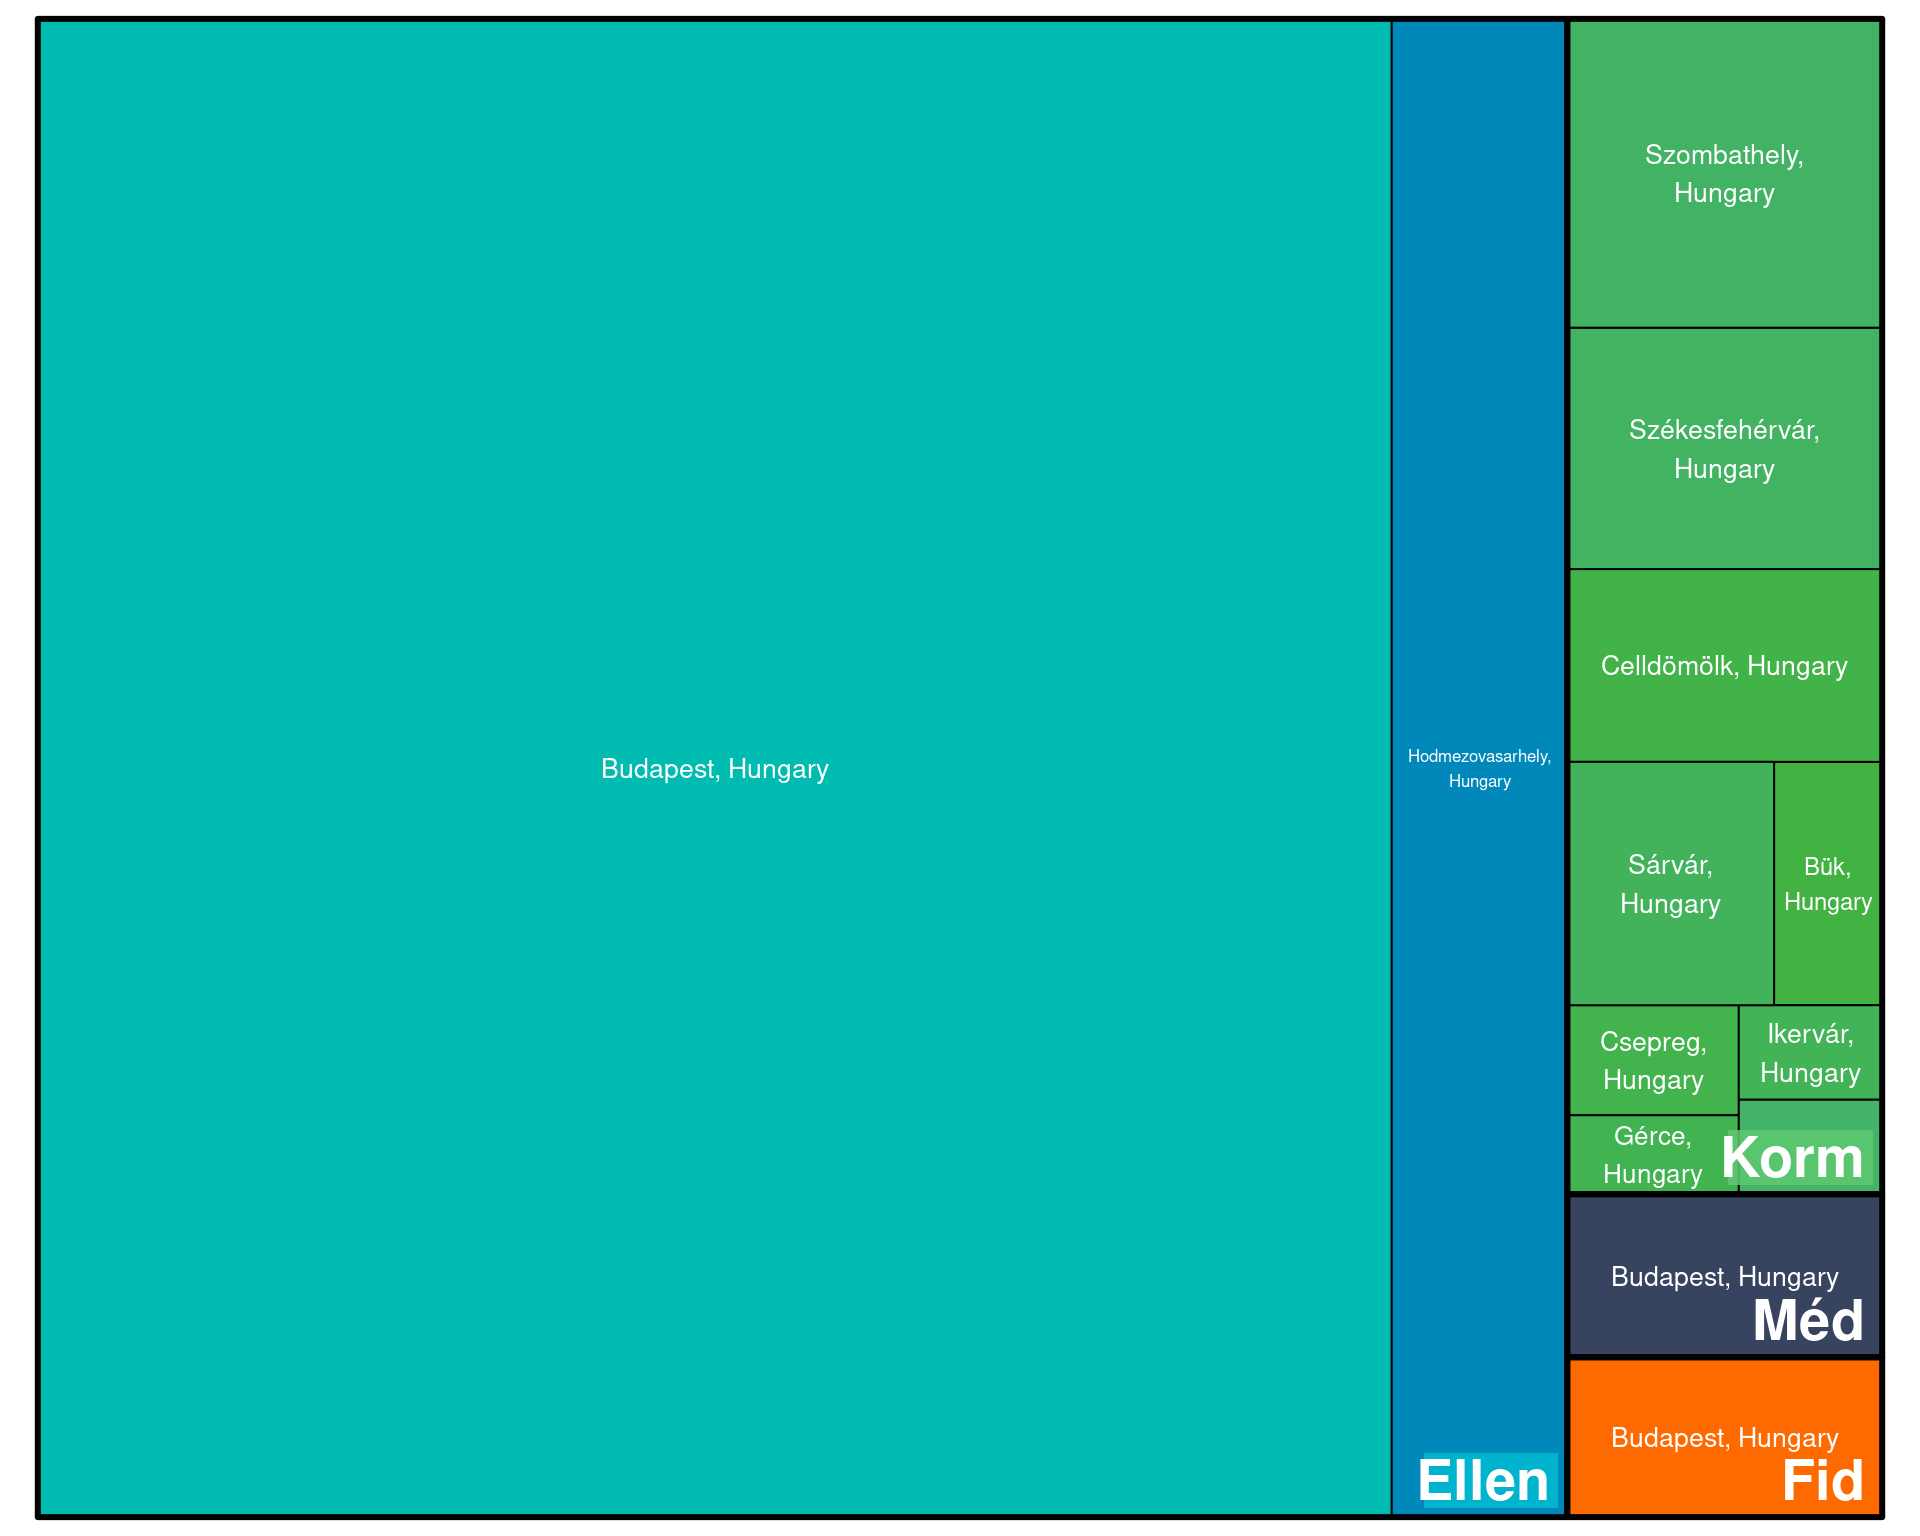 Budapest, Hungary
Hodmezovasarhely,
Hungary
Ellen
Szombathely,
Hungary
Székesfehérvár,
Hungary
Celldömölk, Hungary
Sárvár,
Hungary
Bük,
Hungary
Csepreg,
Hungary
Ikervár,
Hungary
Gérce,
Hungary
Korm
Budapest, Hungary
Méd
Budapest, Hungary
Fid